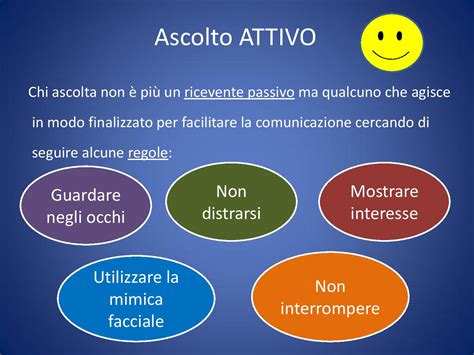 Ascolto ATTIVO
Chi ascolta non è più un ricevente passivo ma qualcuno che agisce
in modo finalizzato per facilitare la comunicazione cercando di
seguire alcune regole:
Guardare
negli occhi
Non
distrarsi
Mostrare
interesse
Utilizzare la
mimica
facciale
Non
interrompere